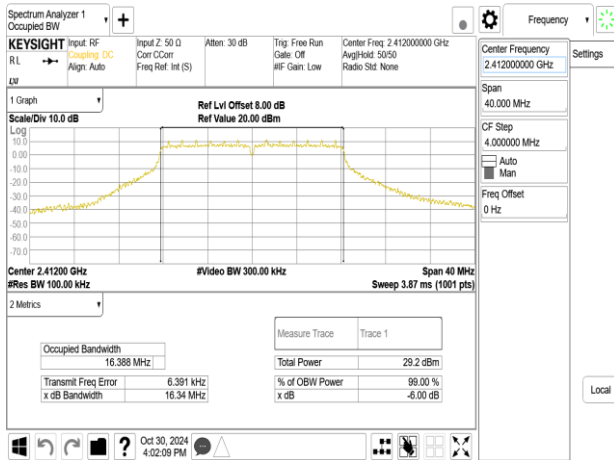 Spectrum Analyzer 1
Occupied BW
+
Frequency
KEYSIGHT
RL
LXI
Input: RF
Coupling: DC
Align: Auto
Input Z: 50 Ω
Corr CCorr
Freq Ref: Int (S)
Atten: 30 dB
Trig: Free Run
Gate: Off
#IF Gain: Low
Center Freq: 2.412000000 GHz
Avg|Hold: 50/50
Radio Std: None
Center Frequency
2.412000000 GHz
Settings
Span
40.000 MHz
CF Step
4.000000 MHz
Auto
Man
Freq Offset
0 Hz
Local
1 Graph
Scale/Div 10.0 dB
Ref Lvl Offset 8.00 dB
Ref Value 20.00 dBm
Log
10.0
0.00
-10.0
-20.0
-30.0
-40.0
-50.0
-60.0
-70.0
Center 2.41200 GHz
#Video BW 300.00 kHz
Span 40 MHz
#Res BW 100.00 kHz
Sweep 3.87 ms (1001 pts)
2 Metrics
Measure Trace
Trace 1
Occupied Bandwidth
16.388 MHz
Total Power
29.2 dBm
Transmit Freq Error
6.391 kHz
% of OBW Power
99.00 %
x dB Bandwidth
16.34 MHz
x dB
-6.00 dB
?
Oct 30, 2024
4:02:09 PM